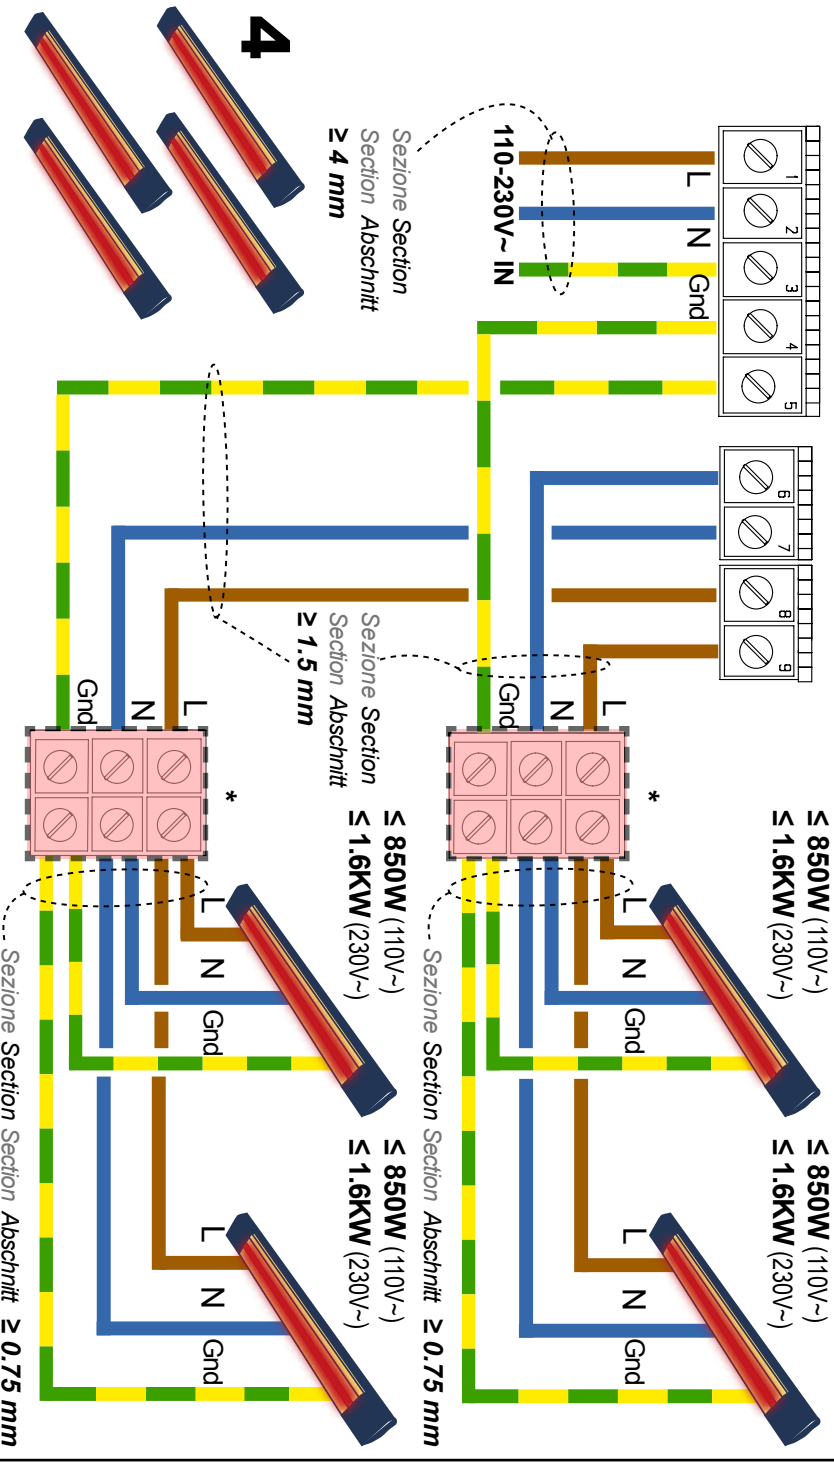 4
Sezione Section
Section Abschnitt
≥ 4 mm
110-230V~ IN
L
N
Gnd
1
2
3
4
5
6
7
8
9
Sezione Section
Section Abschnitt
≥ 1.5 mm
L
N
Gnd
*
L
N
Gnd
*
≤ 850W (110V~)
≤ 1.6KW (230V~)
L
N
Gnd
≤ 850W (110V~)
≤ 1.6KW (230V~)
L
N
Gnd
Sezione Section Section Abschnitt ≥ 0.75 mm
≤ 850W (110V~)
≤ 1.6KW (230V~)
L
N
Gnd
≤ 850W (110V~)
≤ 1.6KW (230V~)
L
N
Gnd
Sezione Section Section Abschnitt ≥ 0.75 mm